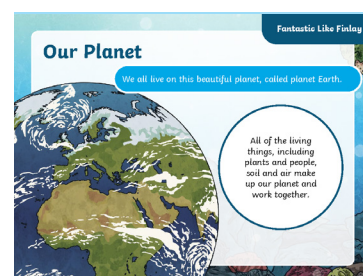 Fantastic Like Finlay
Our Planet
We all live on this beautiful planet, called planet Earth.
All of the living
things, including
plants and people,
soil and air make
up our planet and
work together.